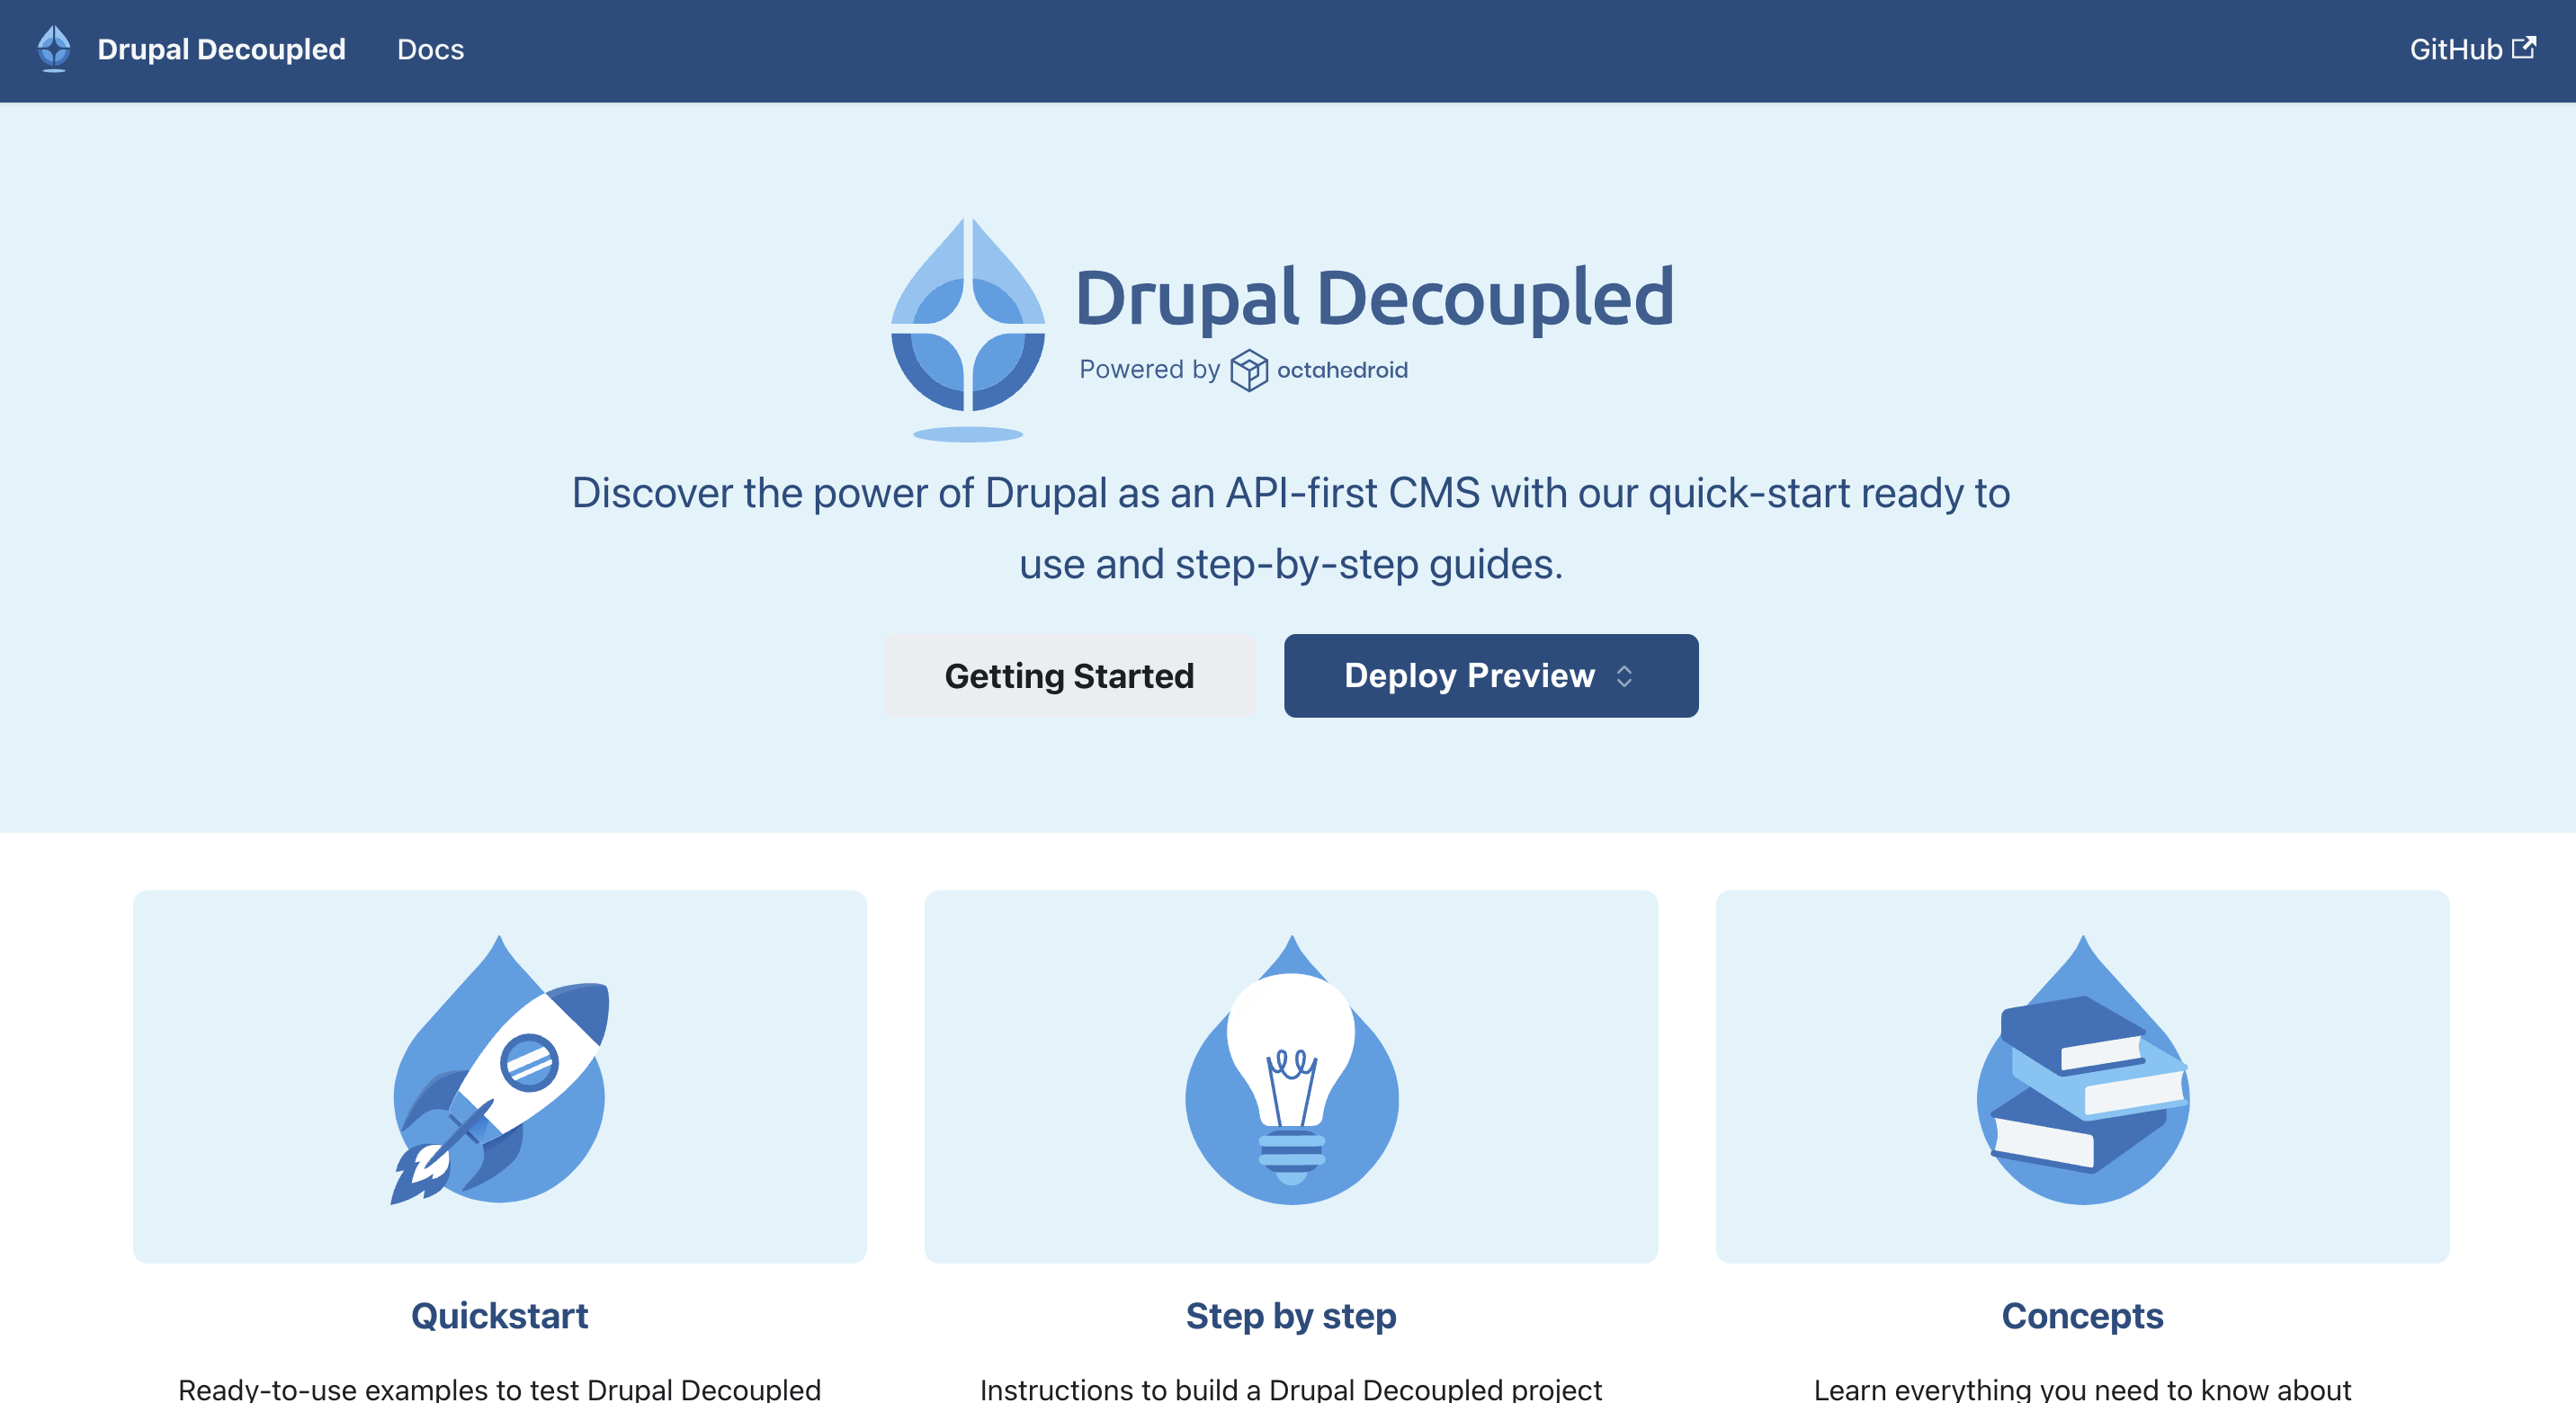 Drupal Decoupled Docs GitHub
Drupal Decoupled
Powered by octahedroid
Discover the power of Drupal as an API-first CMS with our quick-start ready to
use and step-by-step guides.
Getting Started
Deploy Preview
Quickstart
Ready-to-use examples to test Drupal Decoupled
Step by step
Instructions to build a Drupal Decoupled project
Concepts
Learn everything you need to know about